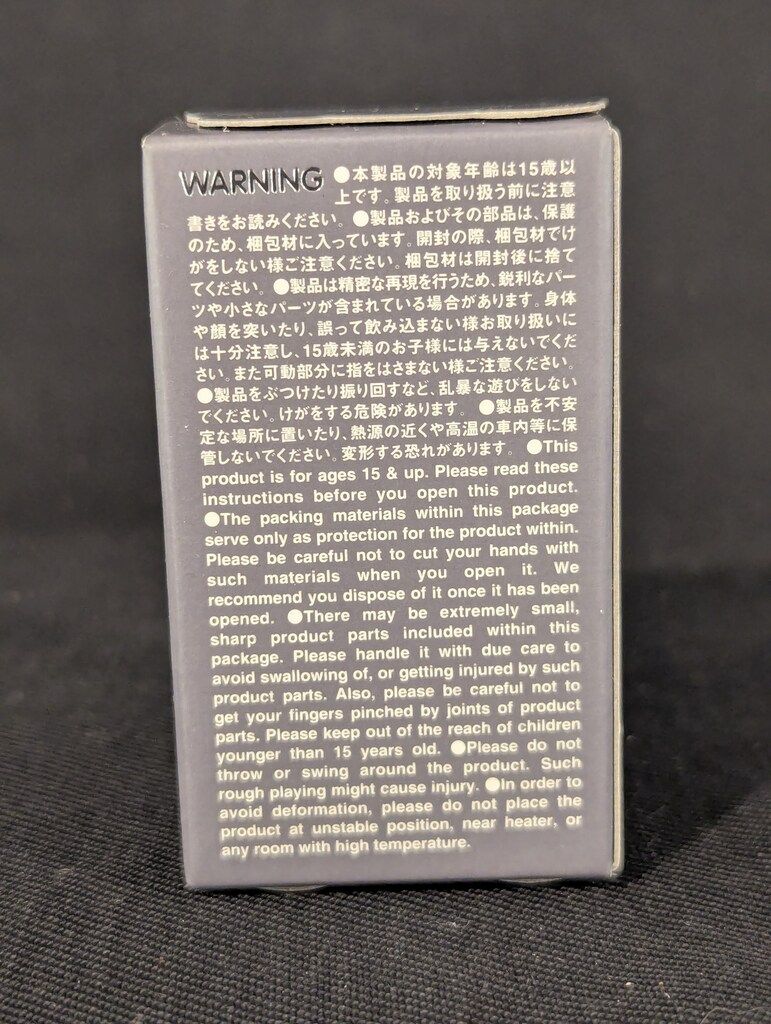 WARNING ●本製品の対象年齢は15歳以
上です。製品を取り扱う前に注意
書きをお読みください。●製品およびその部品は、保護
のため、梱包材に入っています。開封の際、梱包材でけ
がをしない様ご注意ください。梱包材は開封後に捨て
てください。●製品は精密な再現を行うため、鋭利なパー
ツや小さなパーツが含まれている場合があります。身体
や顔を突いたり、誤って飲み込まない様お取り扱いに
は十分注意し、15歳未満のお子様には与えないでくだ
さい。また可動部分に指をはさまない様ご注意ください。
●製品をぶつけたり振り回すなど、乱暴な遊びをしない
でください。けがをする危険があります。 ●製品を不安
定な場所に置いたり、熱源の近くや高温の車内等に保
管しないでください。変形する恐れがあります。 ●This
product is for ages 15 & up. Please read these
instructions before you open this product.
●The packing materials within this package
serve only as protection for the product within.
Please be careful not to cut your hands with
such materials when you open it. We
recommend you dispose of it once it has been
opened. ●There may be extremely small,
sharp product parts included within this
package. Please handle it with due care to
avoid swallowing of, or getting injured by such
product parts. Also, please be careful not to
get your fingers pinched by joints of product
parts. Please keep out of the reach of children
younger than 15 years old. ●Please do not
throw or swing around the product. Such
rough playing might cause injury. ●In order to
avoid deformation, please do not place the
product at unstable position, near heater, or
any room with high temperature.